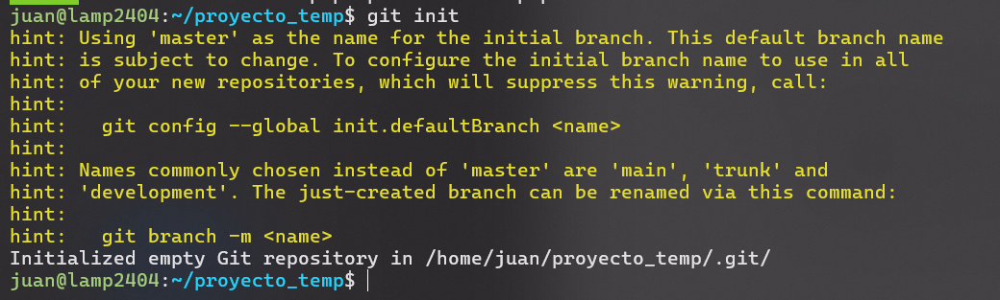 juan@lamp2404:~/proyecto_temp$ git init
hint: Using 'master' as the name for the initial branch. This default branch name
hint: is subject to change. To configure the initial branch name to use in all
hint: of your new repositories, which will suppress this warning, call:
hint:
hint:   git config --global init.defaultBranch <name>
hint:
hint: Names commonly chosen instead of 'master' are 'main', 'trunk' and
hint: 'development'. The just-created branch can be renamed via this command:
hint:
hint:   git branch -m <name>
Initialized empty Git repository in /home/juan/proyecto_temp/.git/
juan@lamp2404:~/proyecto_temp$